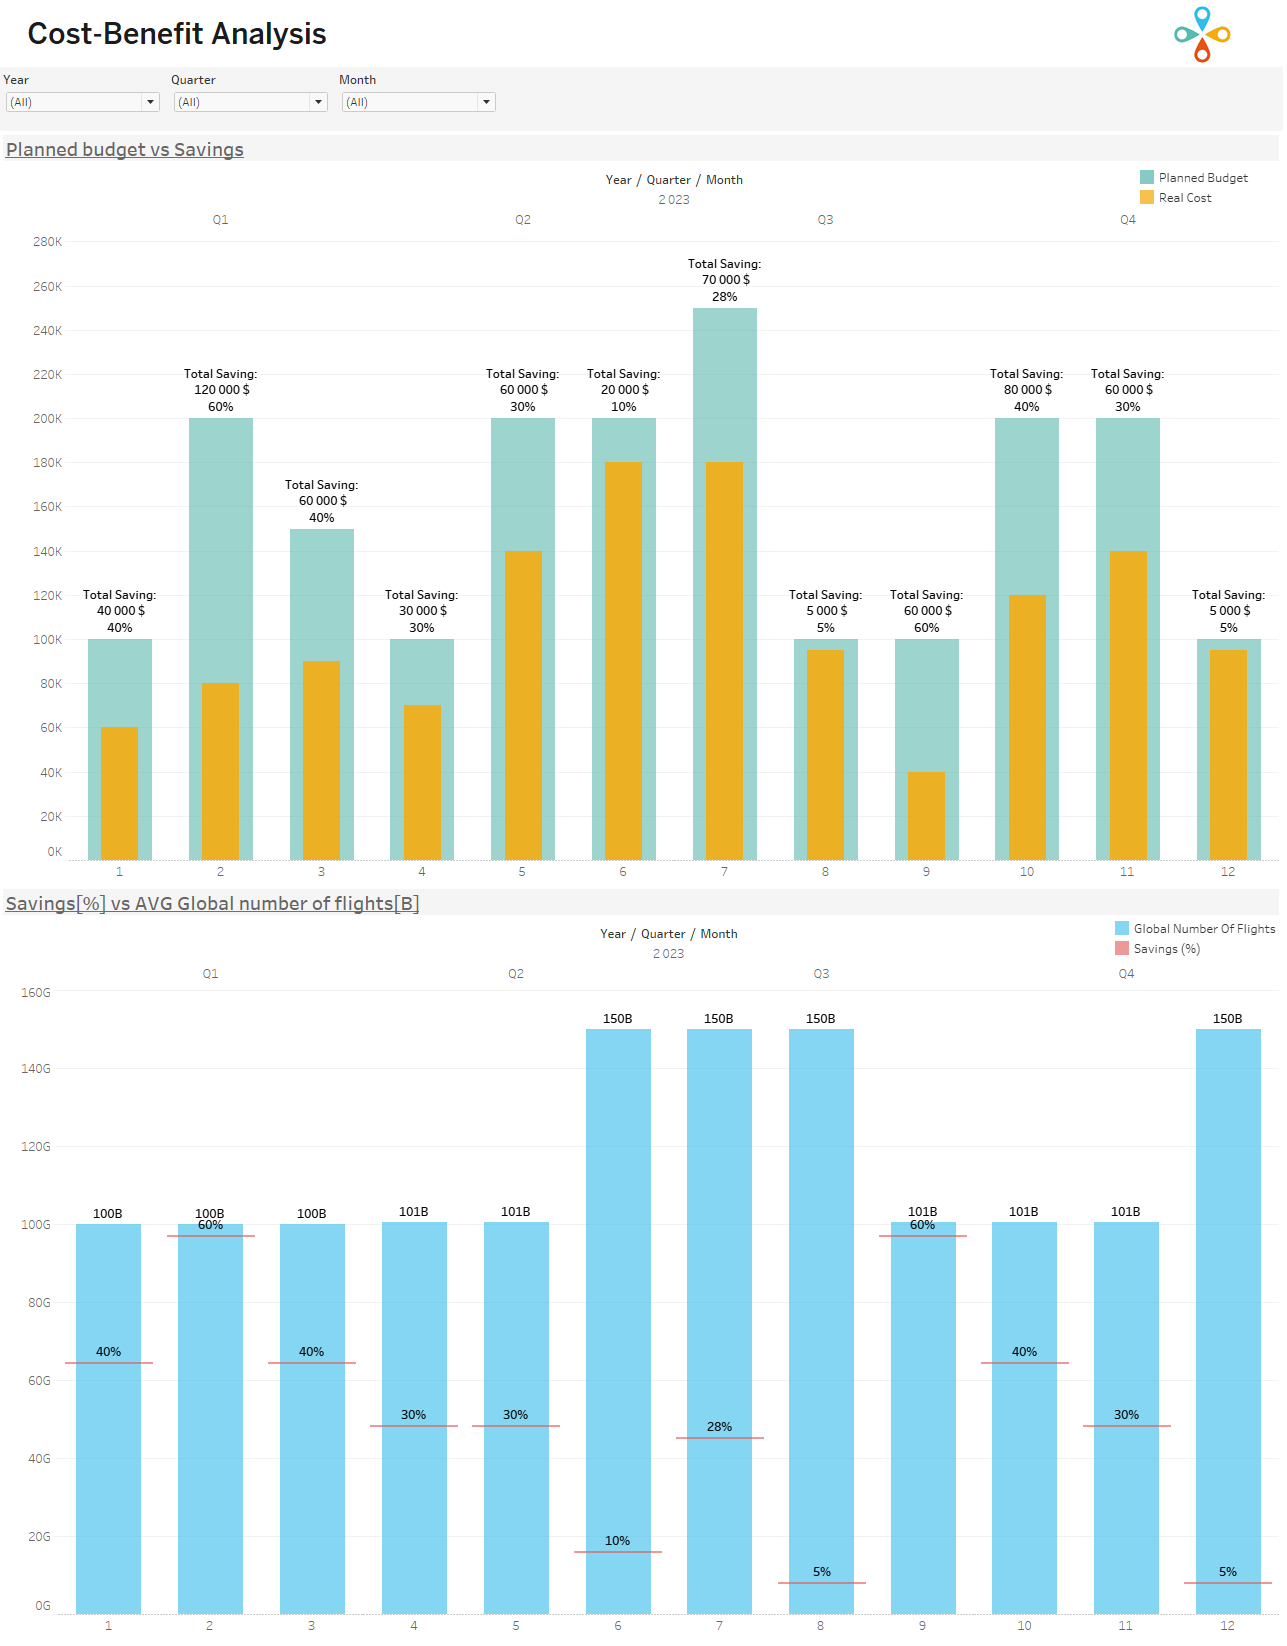 Cost-Benefit Analysis
Year Quarter Month
(All) (All) (All)
Planned budget vs Savings
Year / Quarter / Month
2 023
Planned Budget
Real Cost
Q1 Q2 Q3 Q4
280K
260K
240K
220K
200K
180K
160K
140K
120K
100K
80K
60K
40K
20K
0K
Total Saving:
40 000 $
40%
Total Saving:
120 000 $
60%
Total Saving:
60 000 $
40%
Total Saving:
30 000 $
30%
Total Saving:
60 000 $
30%
Total Saving:
20 000 $
10%
Total Saving:
70 000 $
28%
Total Saving:
5 000 $
5%
Total Saving:
60 000 $
60%
Total Saving:
80 000 $
40%
Total Saving:
60 000 $
30%
Total Saving:
5 000 $
5%
1 2 3 4 5 6 7 8 9 10 11 12
Savings[%] vs AVG Global number of flights[B]
Year / Quarter / Month
2 023
Global Number Of Flights
Savings (%)
Q1 Q2 Q3 Q4
160G
140G
120G
100G
80G
60G
40G
20G
0G
100B
40%
100B
60%
100B
40%
101B
30%
101B
30%
150B
10%
150B
28%
150B
5%
101B
60%
101B
40%
101B
30%
150B
5%
1 2 3 4 5 6 7 8 9 10 11 12